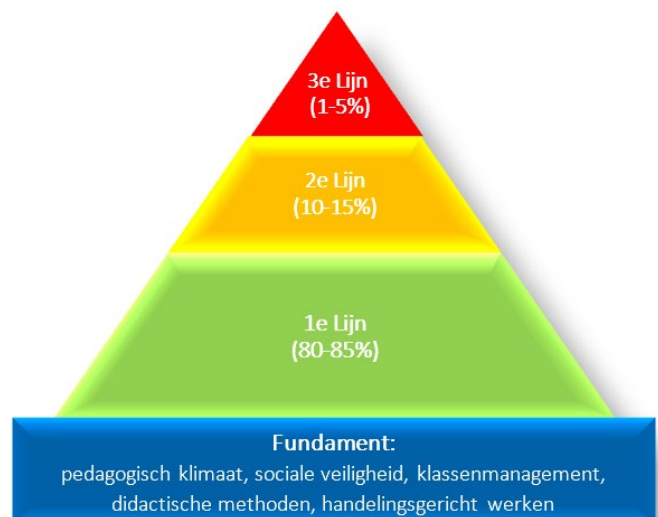 3e Lijn
(1-5%)
2e Lijn
(10-15%)
1e Lijn
(80-85%)
Fundament:
pedagogisch klimaat, sociale veiligheid, klassenmanagement,
didactische methoden, handelingsgericht werken